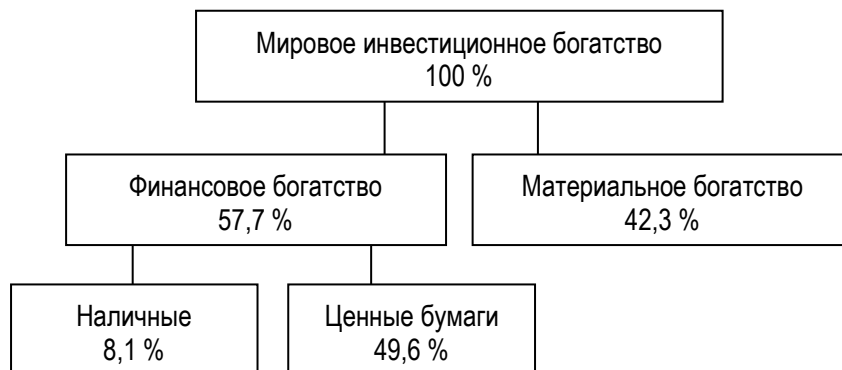 Мировое инвестиционное богатство
100 %
Финансовое богатство
57,7 %
Материальное богатство
42,3 %
Наличные
8,1 %
Ценные бумаги
49,6 %